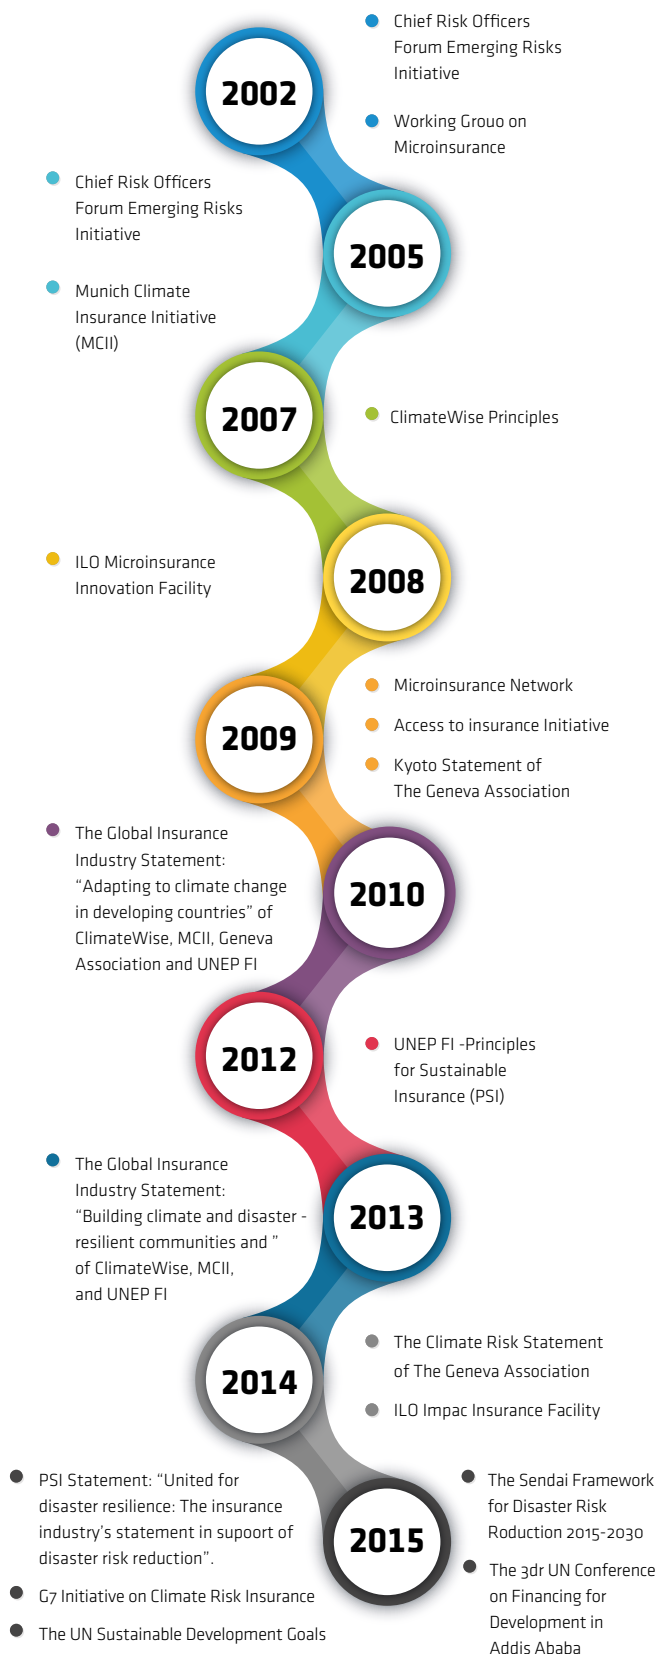 2002
Chief Risk Officers
Forum Emerging Risks
Initiative
Working Grouo on
Microinsurance
Chief Risk Officers
Forum Emerging Risks
Initiative
Munich Climate
Insurance Initiative
(MCII)
2005
2007
ClimateWise Principles
ILO Microinsurance
Innovation Facility
2008
2009
Microinsurance Network
Access to insurance Initiative
Kyoto Statement of
The Geneva Association
The Global Insurance
Industry Statement:
“Adapting to climate change
in developing countries” of
ClimateWise, MCII, Geneva
Association and UNEP FI
2010
2012
UNEP FI -Principles
for Sustainable
Insurance (PSI)
The Global Insurance
Industry Statement:
“Building climate and disaster -
resilient communities and ”
of ClimateWise, MCII,
and UNEP FI
2013
2014
The Climate Risk Statement
of The Geneva Association
ILO Impac Insurance Facility
PSI Statement: “United for
disaster resilience: The insurance
industry’s statement in supoort of
disaster risk reduction”.
G7 Initiative on Climate Risk Insurance
The UN Sustainable Development Goals
2015
The Sendai Framework
for Disaster Risk
Roduction 2015-2030
The 3dr UN Conference
on Financing for
Development in
Addis Ababa